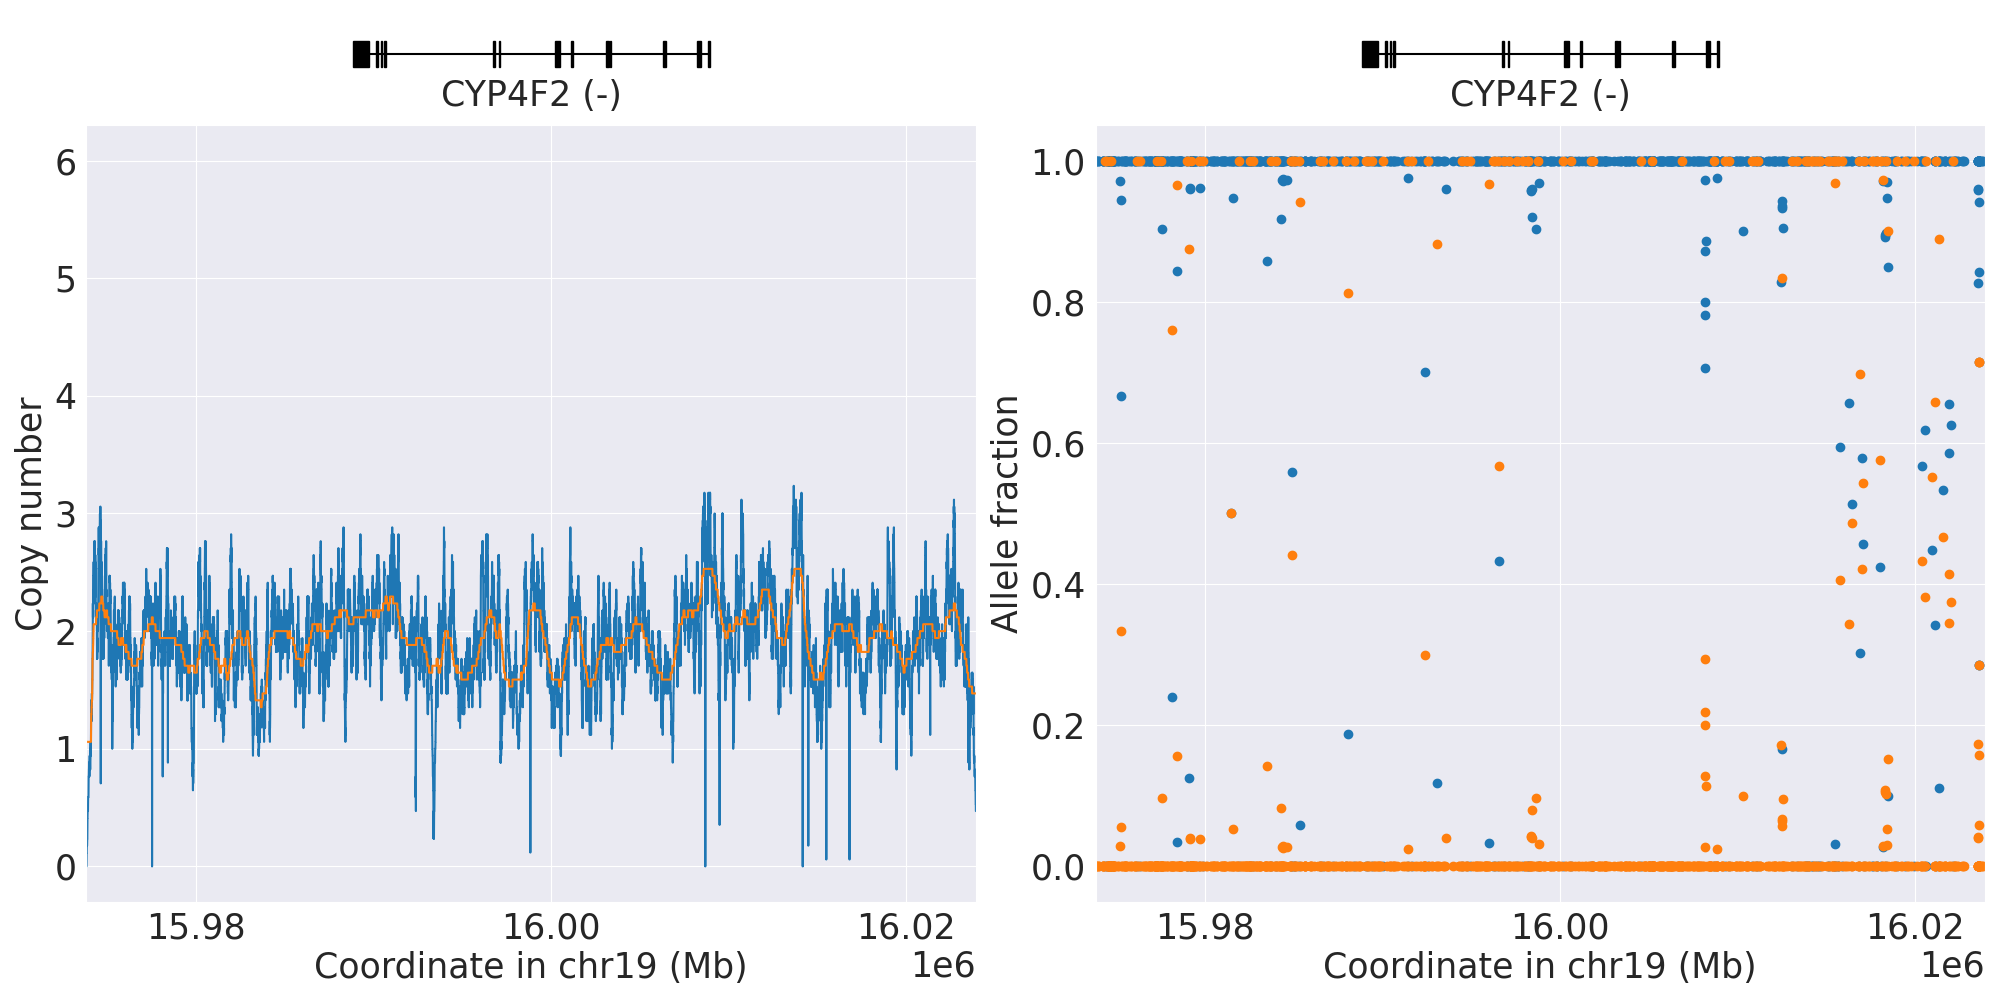 CYP4F2 (-)
6
5
4
3
2
1
0
Copy number
15.98
16.00
16.02
Coordinate in chr19 (Mb)
1e6
CYP4F2 (-)
1.0
0.8
0.6
0.4
0.2
0.0
Allele fraction
15.98
16.00
16.02
Coordinate in chr19 (Mb)
1e6